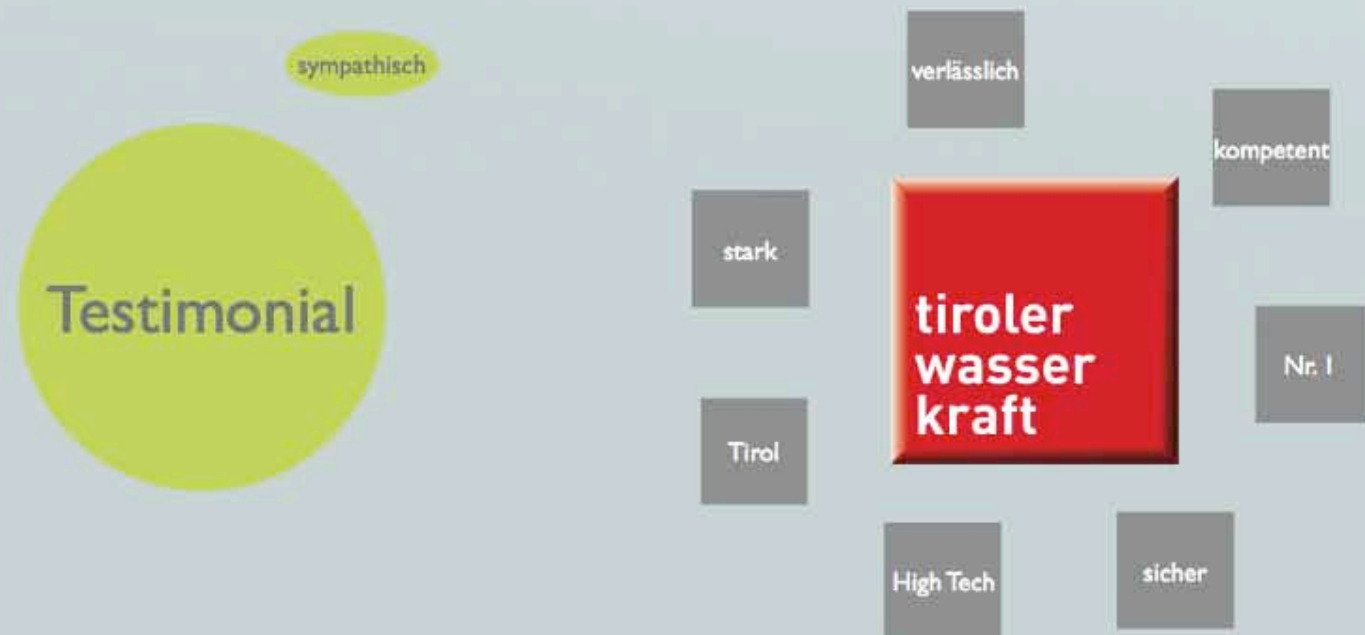 sympathisch
Testimonial
verlässlich
kompetent
stark
tiroler
wasser
kraft
Nr. 1
Tirol
High Tech
sicher